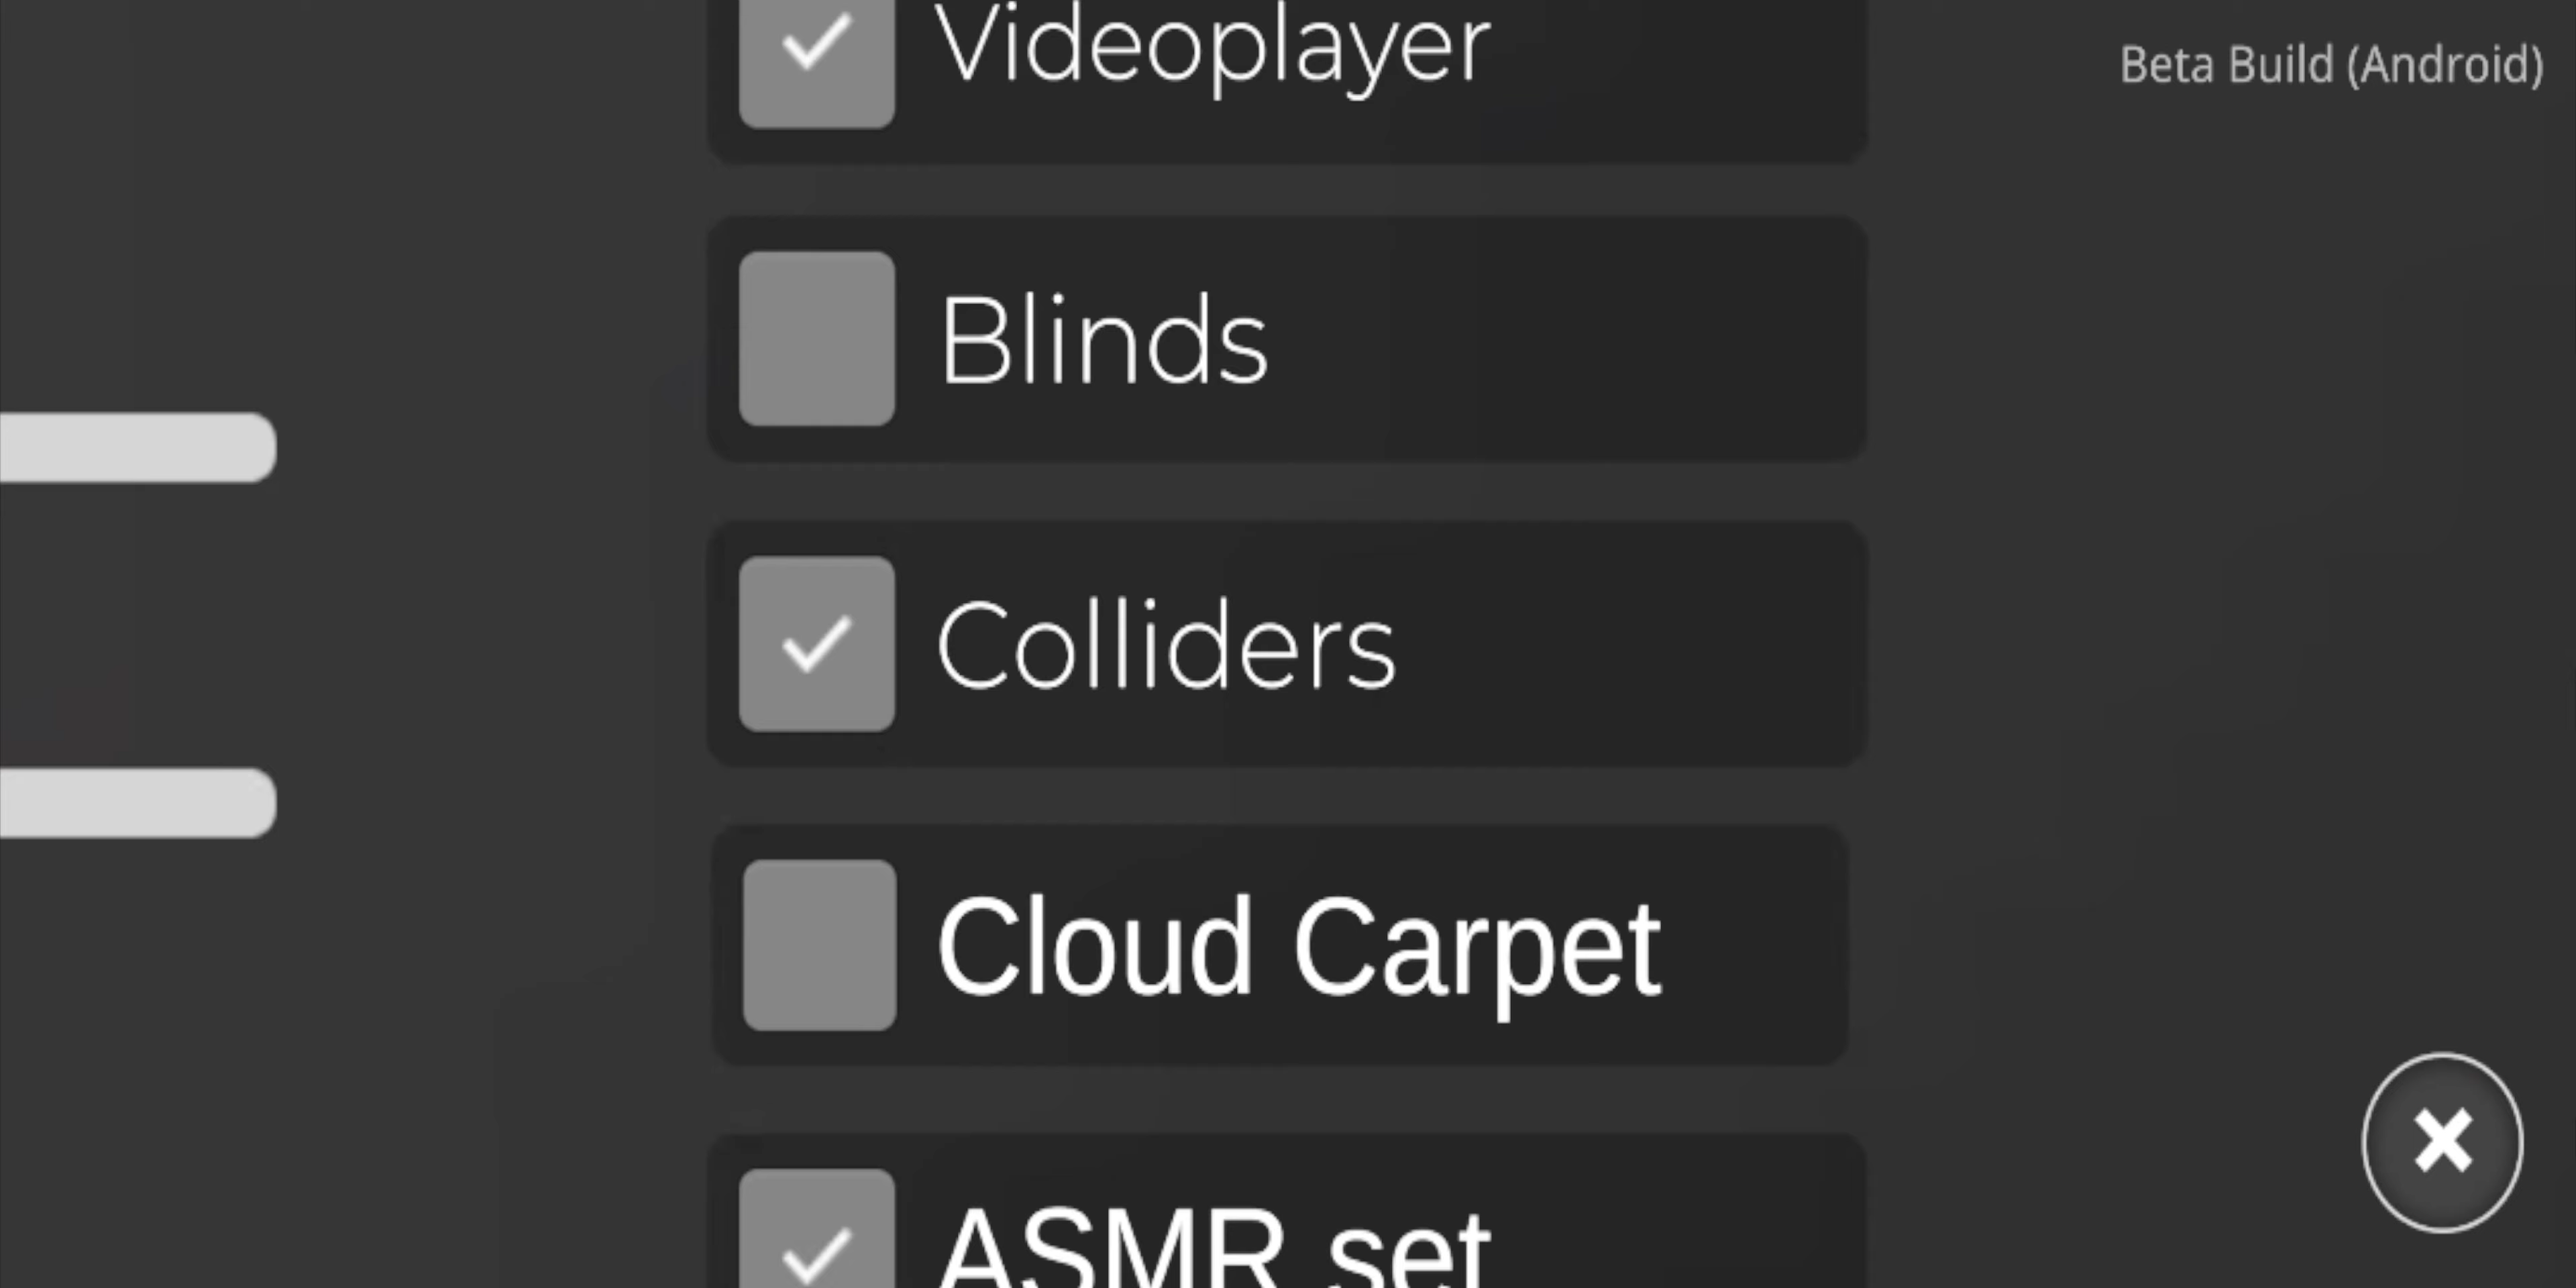 Videoplayer
Beta Build (Android)
Blinds
Colliders
Cloud Carpet
ASMR set